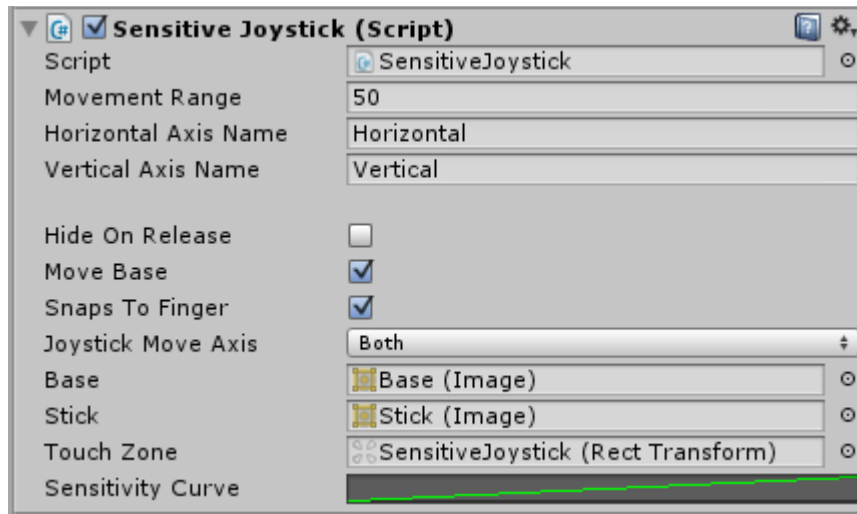 Sensitive Joystick (Script)
Script SensitiveJoystick
Movement Range 50
Horizontal Axis Name Horizontal
Vertical Axis Name Vertical
Hide On Release
Move Base
Snaps To Finger
Joystick Move Axis Both
Base Base (Image)
Stick Stick (Image)
Touch Zone SensitiveJoystick (Rect Transform)
Sensitivity Curve